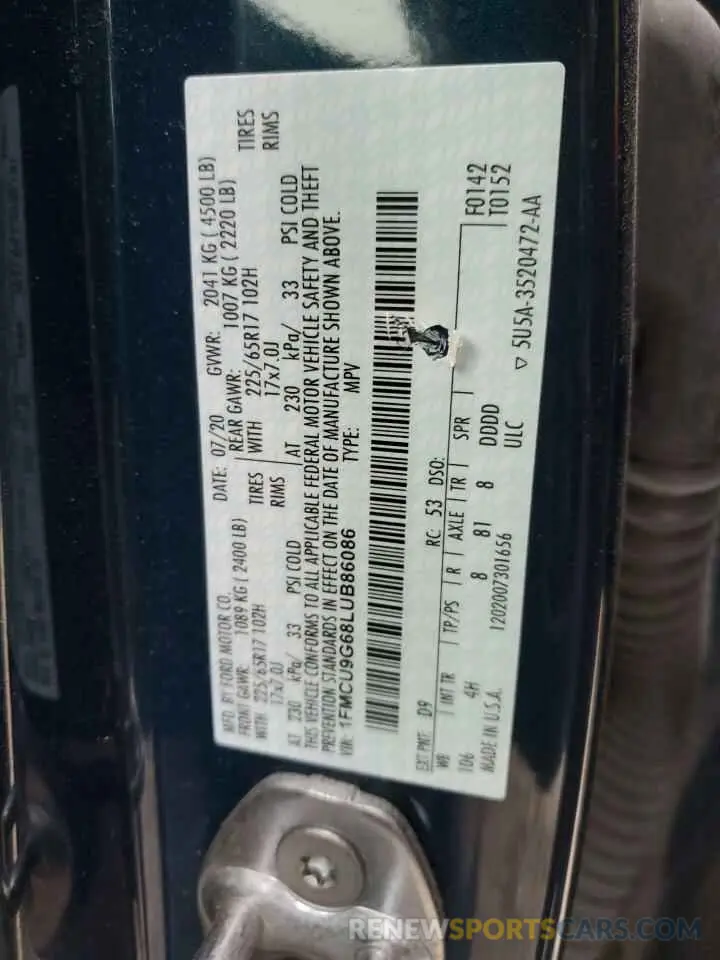 MFD. BY FORD MOTOR CO.
DATE: 07/20 GVWR: 2041 KG ( 4500 LB)
FRONT GAWR: 1089 KG ( 2400 LB) REAR GAWR: 1007 KG ( 2220 LB)
WITH 225/65R17 102H TIRES WITH 225/65R17 102H TIRES
17x7.0J RIMS 17x7.0J RIMS
AT 230 kPa/ 33 PSI COLD AT 230 kPa/ 33 PSI COLD
THIS VEHICLE CONFORMS TO ALL APPLICABLE FEDERAL MOTOR VEHICLE SAFETY AND THEFT
PREVENTION STANDARDS IN EFFECT ON THE DATE OF MANUFACTURE SHOWN ABOVE.
VIN: 1FMCU9G68LUB86086 TYPE: MPV
EXT PNT: D9 RC: 53 DSO:
WB INT TR TP/PS R AXLE TR SPR
106 4H 8 81 8 DDDD
F0142
T0152
MADE IN U.S.A. 1202007301656 ULC
▽ 5U5A-3520472-AA
RENEWSPORTSCARS.COM